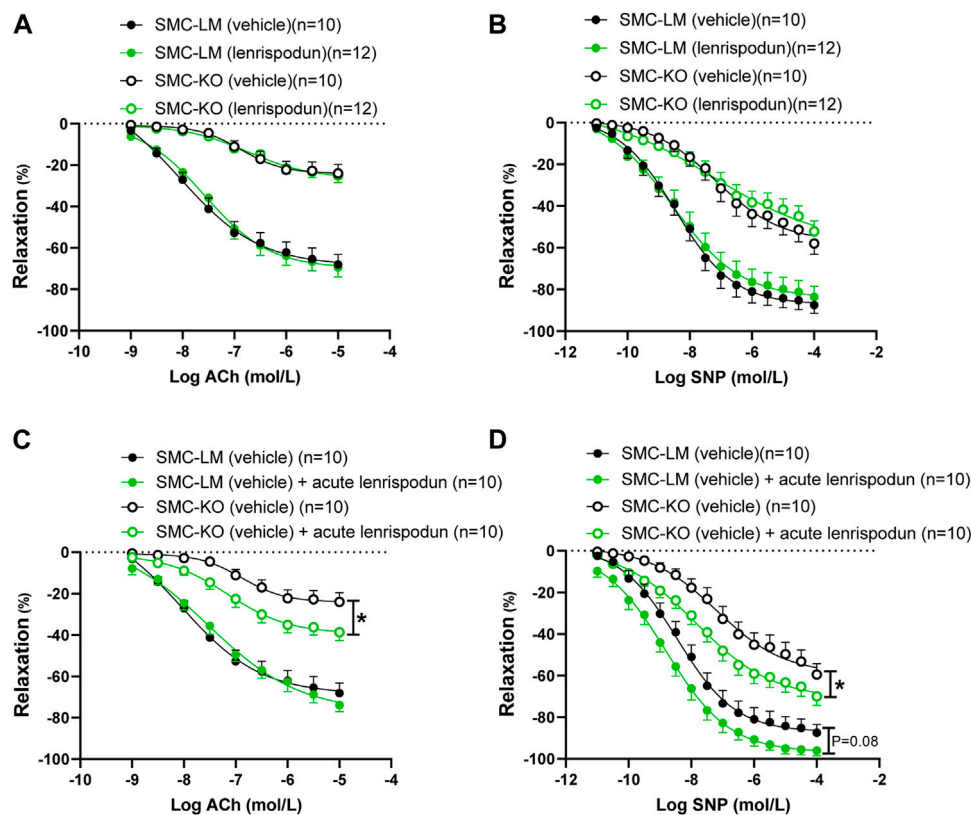 A
SMC-LM (vehicle)(n=10)
SMC-LM (lenrispodun)(n=12)
SMC-KO (vehicle)(n=10)
SMC-KO (lenrispodun)(n=12)
0
-20
-40
-60
-80
-100
Relaxation (%)
-10
-9
-8
-7
-6
-5
-4
Log ACh (mol/L)
B
SMC-LM (vehicle)(n=10)
SMC-LM (lenrispodun)(n=12)
SMC-KO (vehicle)(n=10)
SMC-KO (lenrispodun)(n=12)
0
-20
-40
-60
-80
-100
Relaxation (%)
-12
-10
-8
-6
-4
-2
Log SNP (mol/L)
C
SMC-LM (vehicle) (n=10)
SMC-LM (vehicle) + acute lenrispodun (n=10)
SMC-KO (vehicle) (n=10)
SMC-KO (vehicle) + acute lenrispodun (n=10)
0
-20
-40
-60
-80
-100
Relaxation (%)
*
-10
-9
-8
-7
-6
-5
-4
Log ACh (mol/L)
D
SMC-LM (vehicle)(n=10)
SMC-LM (vehicle) + acute lenrispodun (n=10)
SMC-KO (vehicle) (n=10)
SMC-KO (vehicle) + acute lenrispodun (n=10)
0
-20
-40
-60
-80
-100
Relaxation (%)
*
P=0.08
-12
-10
-8
-6
-4
-2
Log SNP (mol/L)